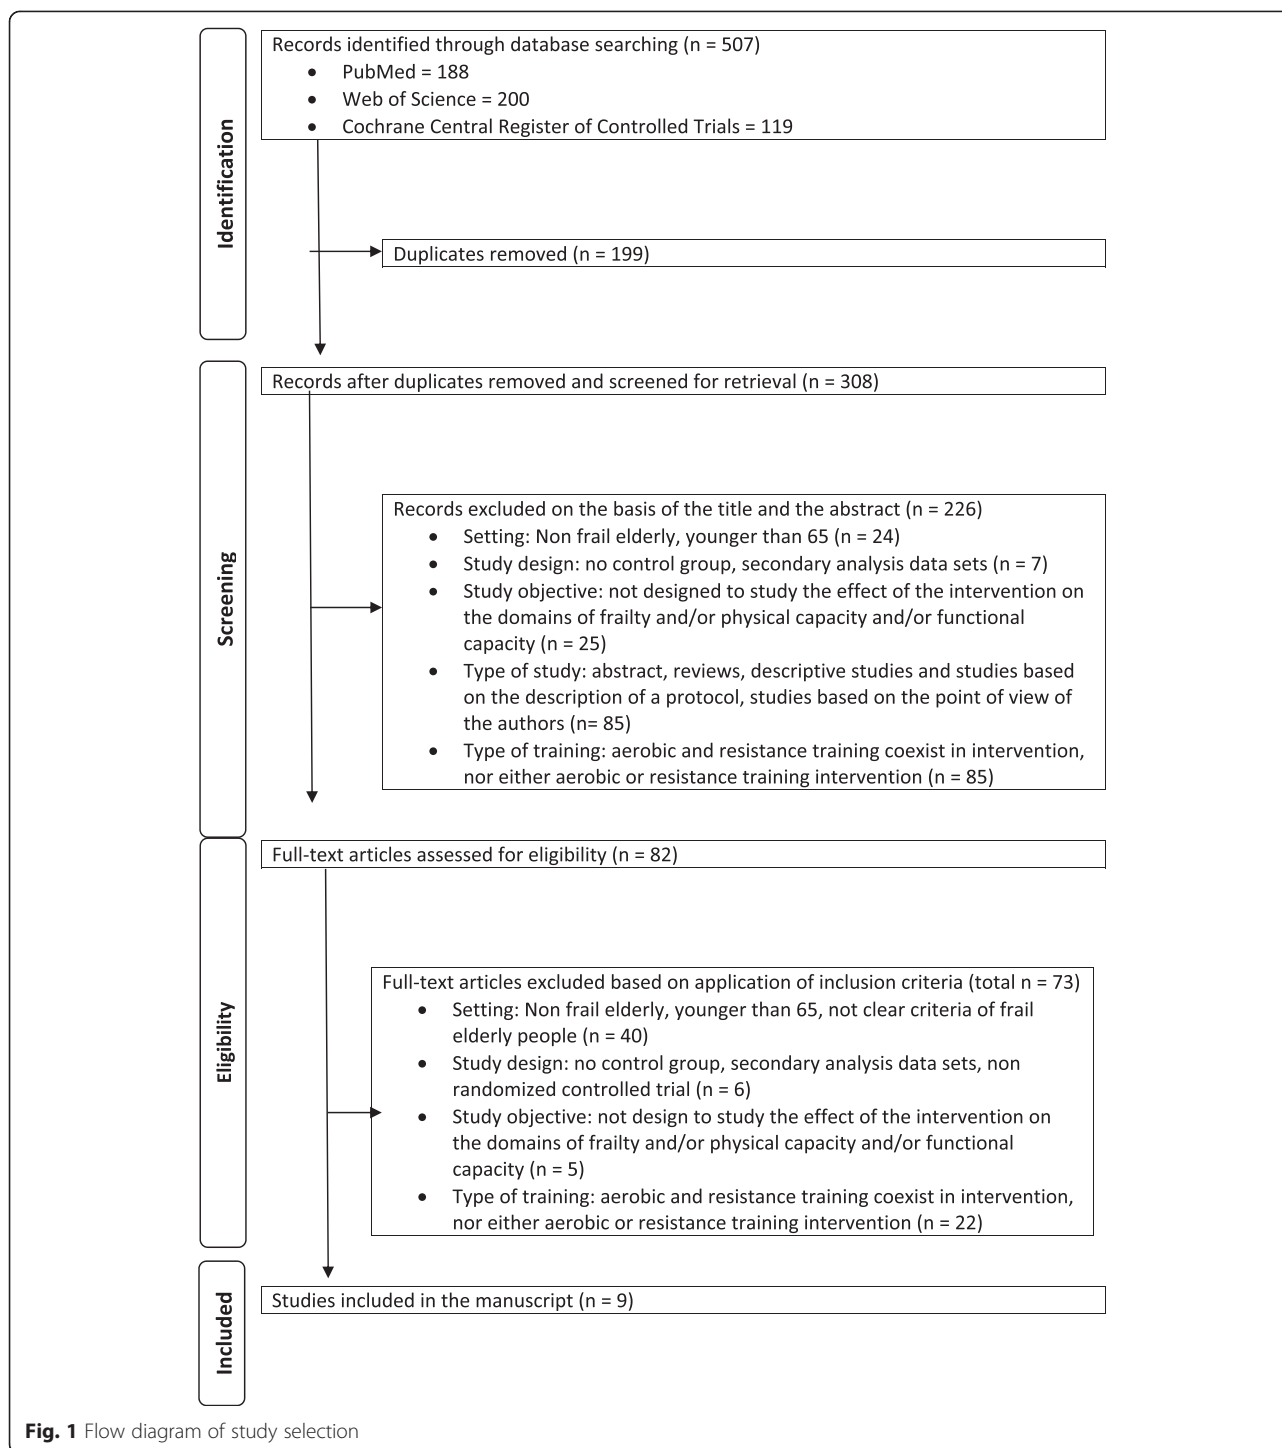 Identification
Records identified through database searching (n = 507)
• PubMed = 188
• Web of Science = 200
• Cochrane Central Register of Controlled Trials = 119
Duplicates removed (n = 199)
Screening
Records after duplicates removed and screened for retrieval (n = 308)
Records excluded on the basis of the title and the abstract (n = 226)
• Setting: Non frail elderly, younger than 65 (n = 24)
• Study design: no control group, secondary analysis data sets (n = 7)
• Study objective: not designed to study the effect of the intervention on
the domains of frailty and/or physical capacity and/or functional
capacity (n = 25)
• Type of study: abstract, reviews, descriptive studies and studies based
on the description of a protocol, studies based on the point of view of
the authors (n= 85)
• Type of training: aerobic and resistance training coexist in intervention,
nor either aerobic or resistance training intervention (n = 85)
Eligibility
Full-text articles assessed for eligibility (n = 82)
Full-text articles excluded based on application of inclusion criteria (total n = 73)
• Setting: Non frail elderly, younger than 65, not clear criteria of frail
elderly people (n = 40)
• Study design: no control group, secondary analysis data sets, non
randomized controlled trial (n = 6)
• Study objective: not design to study the effect of the intervention on
the domains of frailty and/or physical capacity and/or functional
capacity (n = 5)
• Type of training: aerobic and resistance training coexist in intervention,
nor either aerobic or resistance training intervention (n = 22)
Included
Studies included in the manuscript (n = 9)
Fig. 1 Flow diagram of study selection